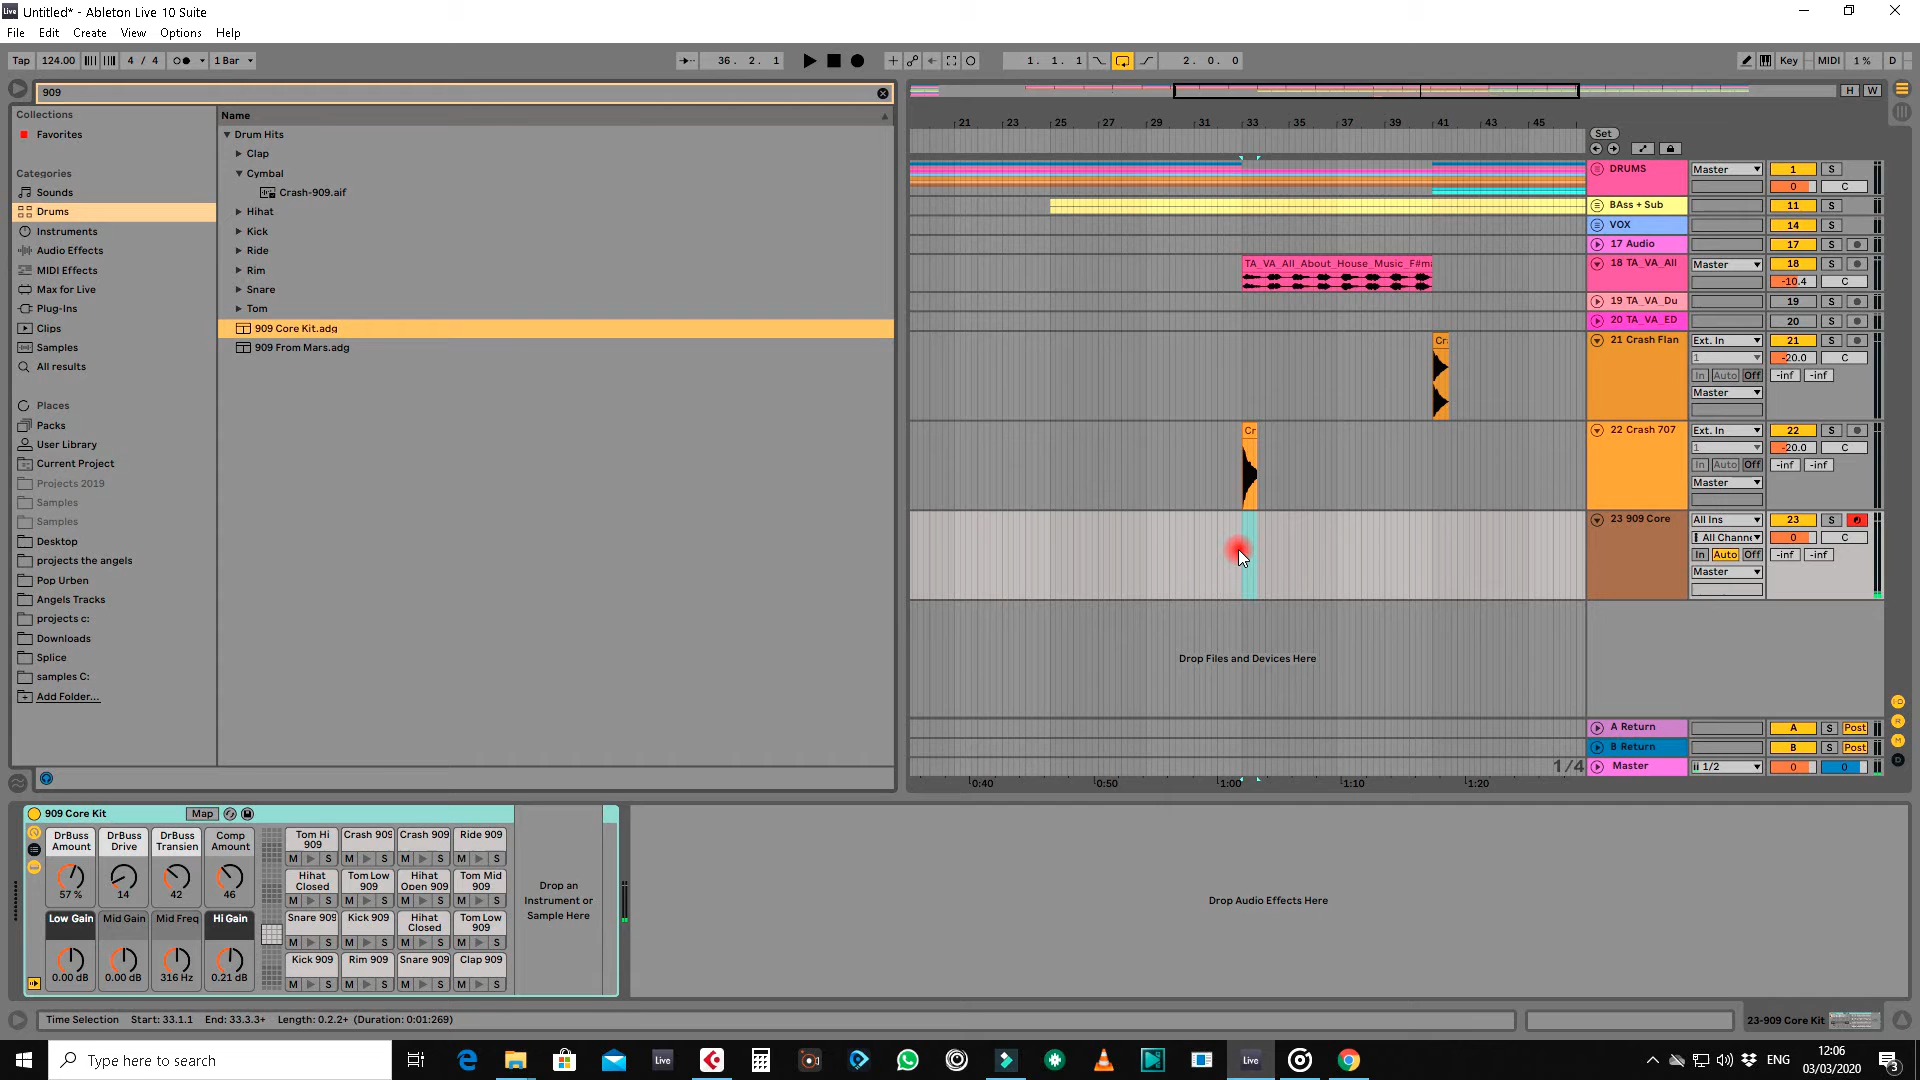 Untitled* - Ableton Live 10 Suite
File Edit Create View Options Help
Tap 124.00 4 / 4 1 Bar 36. 2. 1 1. 1. 1 2. 0. 0 Key MIDI 1 % D
909
H W
Collections
Favorites
Categories
Sounds
Drums
Instruments
Audio Effects
MIDI Effects
Max for Live
Plug-Ins
Clips
Samples
All results
Places
Packs
User Library
Current Project
Projects 2019
Samples
Samples
Desktop
projects the angels
Pop Urben
Angels Tracks
projects c:
Downloads
Splice
samples C:
Add Folder...
Name
Drum Hits
Clap
Cymbal
Crash-909.aif
Hihat
Kick
Ride
Rim
Snare
Tom
909 Core Kit.adg
909 From Mars.adg
21 23 25 27 29 31 33 35 37 39 41 43 45
Set
DRUMS Master 1 S
0 C
BAss + Sub 11 S
VOX 14 S
17 Audio 17 S
TA_VA_All_About_House_Music_F#m
18 TA_VA_All Master 18 S
-10.4 C
19 TA_VA_Du 19 S
20 TA_VA_ED 20 S
Cr
21 Crash Flan Ext. In 21 S
1 -20.0 C
In Auto Off -inf -inf
Master
Cr
22 Crash 707 Ext. In 22 S
1 -20.0 C
In Auto Off -inf -inf
Master
23 909 Core All Ins 23 S
All Channe 0 C
In Auto Off -inf -inf
Master
Drop Files and Devices Here
A Return A S Post
B Return B S Post
1/4 Master 1/2 0 0
0:40 0:50 1:00 1:10 1:20
909 Core Kit Map
DrBuss Amount DrBuss Drive DrBuss Transien Comp Amount
57 % 14 42 46
Low Gain Mid Gain Mid Freq Hi Gain
0.00 dB 0.00 dB 316 Hz 0.21 dB
Tom Hi 909 Crash 909 Crash 909 Ride 909
M S M S M S M S
Hihat Closed Tom Low 909 Hihat Open 909 Tom Mid 909
M S M S M S M S
Snare 909 Kick 909 Hihat Closed Tom Low 909
M S M S M S M S
Kick 909 Rim 909 Snare 909 Clap 909
M S M S M S M S
Drop an
Instrument or
Sample Here
Drop Audio Effects Here
Time Selection Start: 33.1.1 End: 33.3.3+ Length: 0.2.2+ (Duration: 0:01:269)
23-909 Core Kit
Type here to search
Live
Live
ENG
12:06
03/03/2020
3